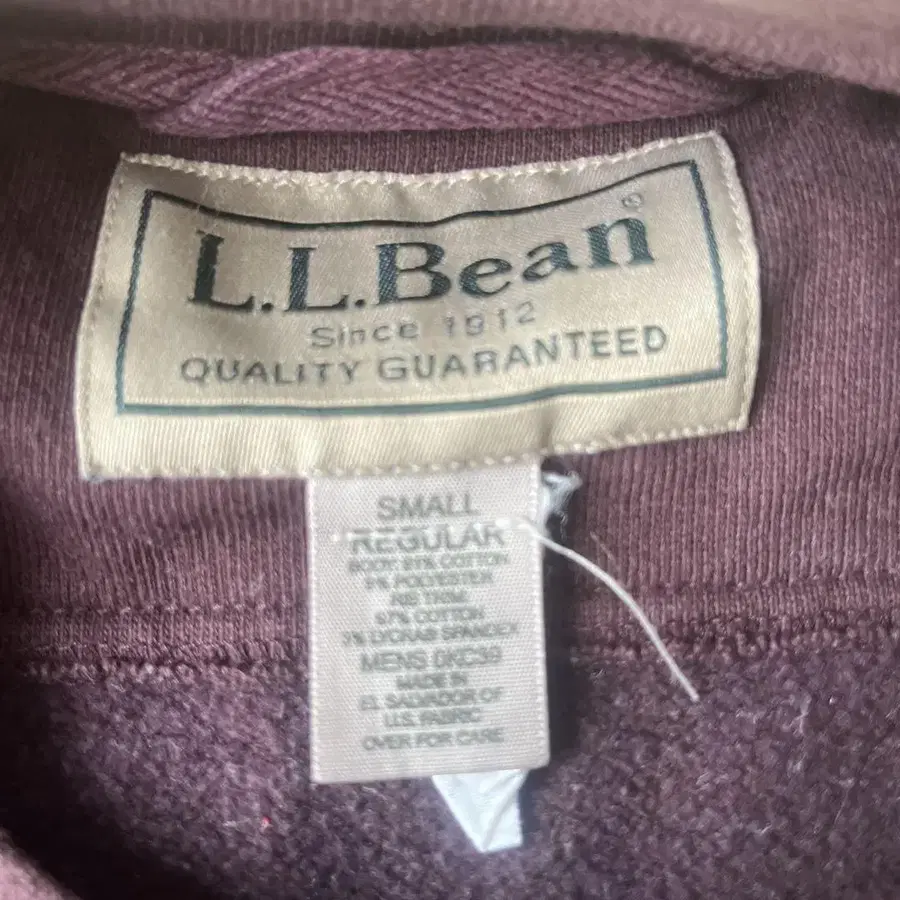 L.L.Bean®
Since 1912
QUALITY GUARANTEED
SMALL
REGULAR
BODY 91% COTTON
9% POLYESTER
RIB TRIM
97% COTTON
3% LYCRA® SPANDEX
MENS
MADE IN
EL SALVADOR OF
U.S. FABRIC
OVER FOR CARE